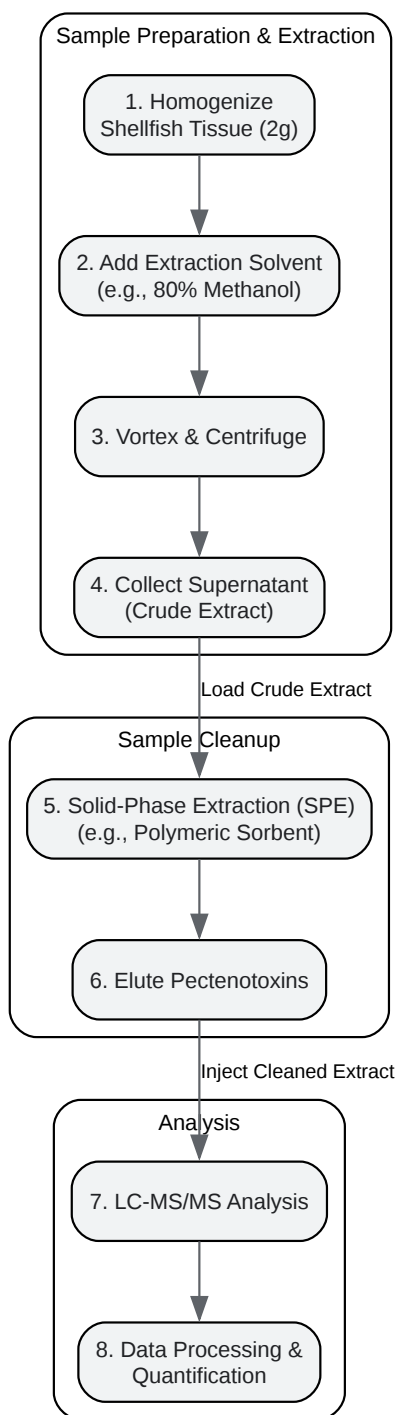 Sample Preparation & Extraction
1. Homogenize
Shellfish Tissue (2g)
2. Add Extraction Solvent
(e.g., 80% Methanol)
3. Vortex & Centrifuge
4. Collect Supernatant
(Crude Extract)
Load Crude Extract
Sample Cleanup
5. Solid-Phase Extraction (SPE)
(e.g., Polymeric Sorbent)
6. Elute Pectenotoxins
Inject Cleaned Extract
Analysis
7. LC-MS/MS Analysis
8. Data Processing &
Quantification